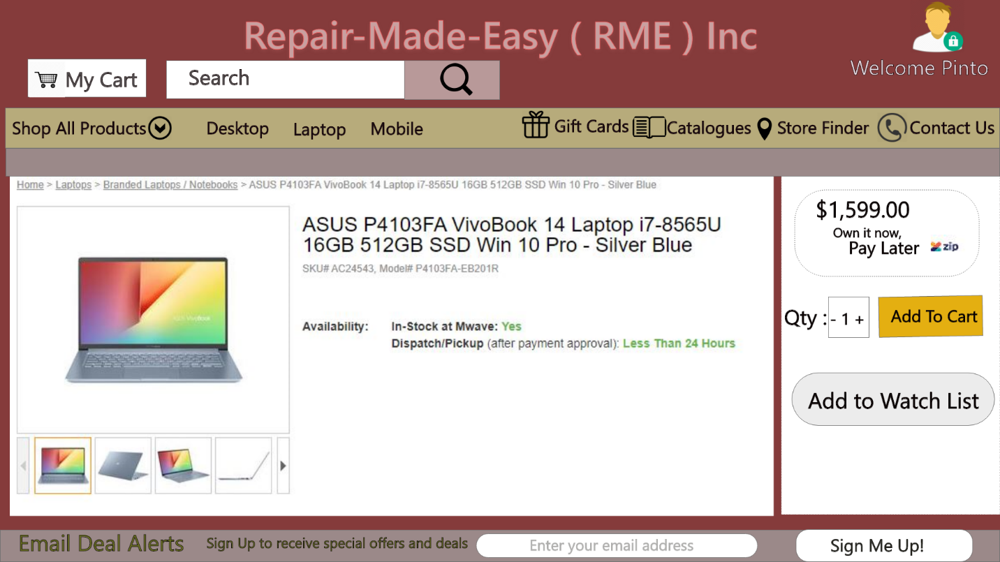 Repair-Made-Easy ( RME ) Inc
Welcome Pinto
My Cart
Search
Shop All Products
Desktop
Laptop
Mobile
Gift Cards
Catalogues
Store Finder
Contact Us
Home > Laptops > Branded Laptops / Notebooks > ASUS P4103FA VivoBook 14 Laptop i7-8565U 16GB 512GB SSD Win 10 Pro - Silver Blue
ASUS P4103FA VivoBook 14 Laptop i7-8565U
16GB 512GB SSD Win 10 Pro - Silver Blue
SKU# AC24543, Model# P4103FA-EB201R
Availability: In-Stock at Mwave: Yes
Dispatch/Pickup (after payment approval): Less Than 24 Hours
$1,599.00
Own it now,
Pay Later zip
Qty : - 1 + Add To Cart
Add to Watch List
Email Deal Alerts
Sign Up to receive special offers and deals
Enter your email address
Sign Me Up!